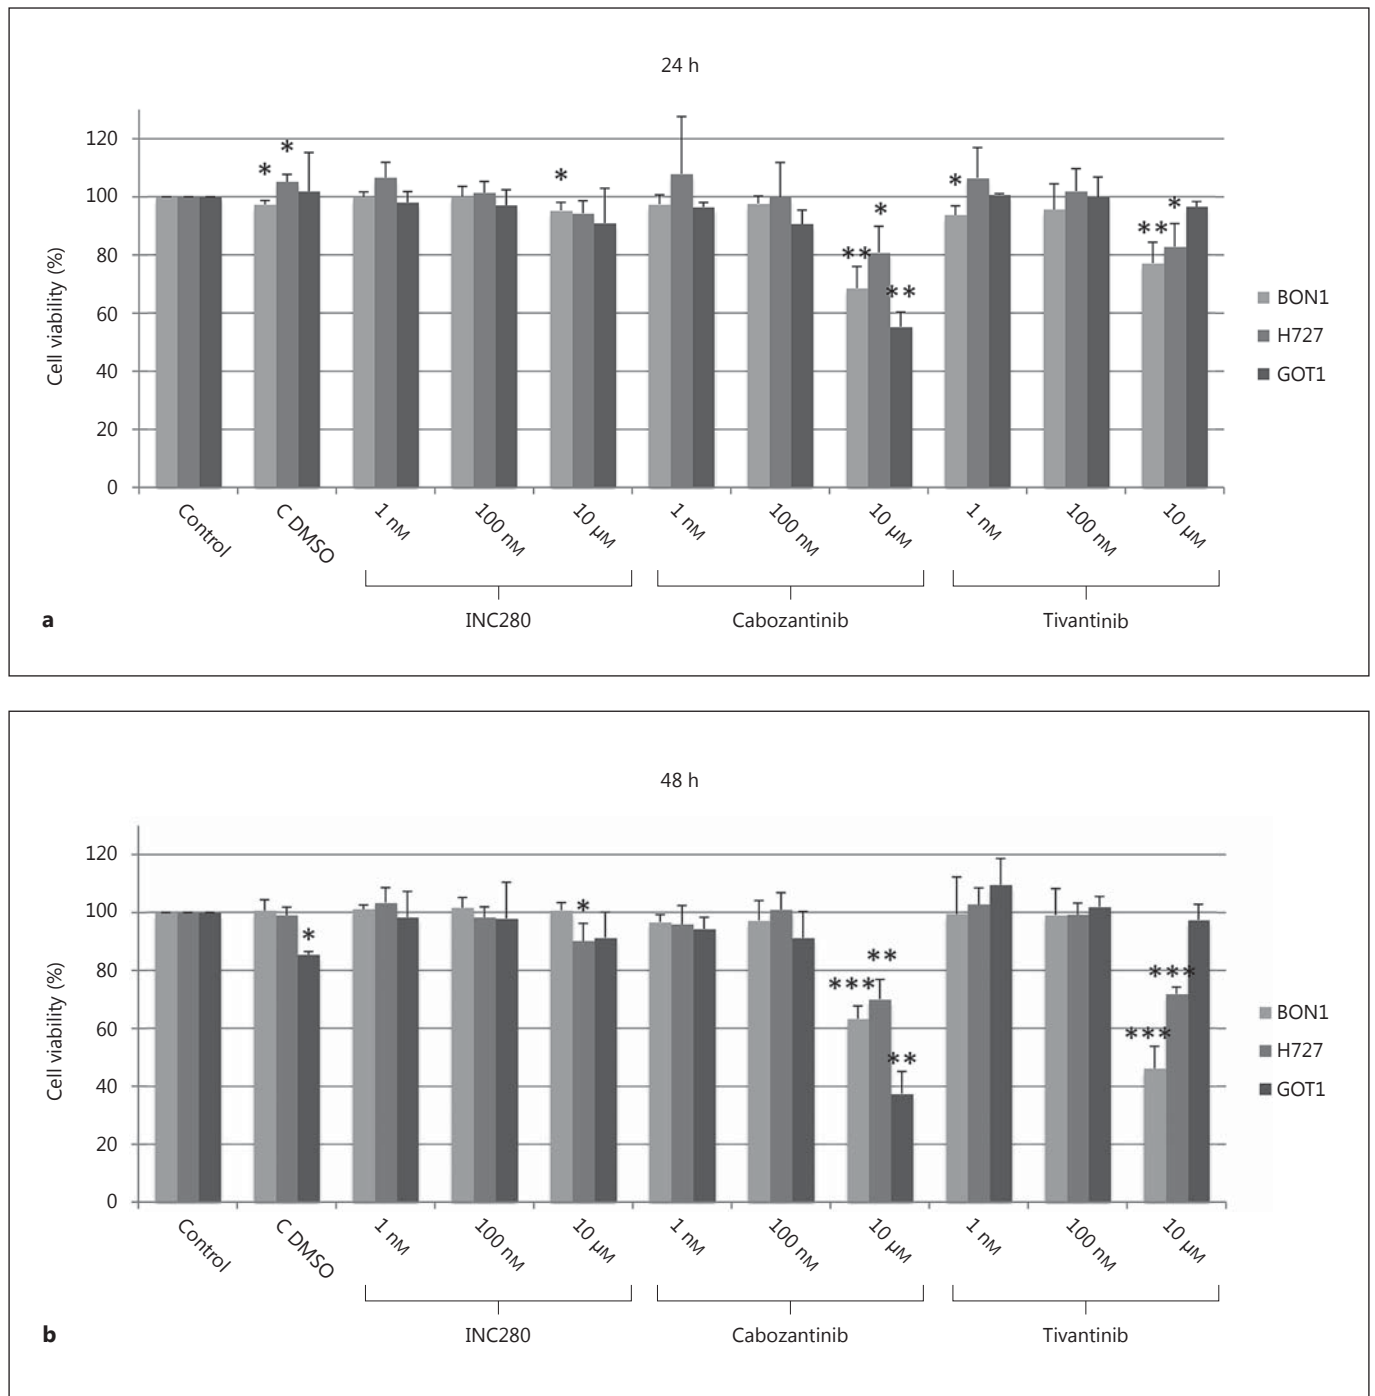 24 h
120
100
80
60
40
20
0
Cell viability (%)
*
*
*
**
*
**
*
**
*
BON1
H727
GOT1
Control
C DMSO
1 nM
100 nM
10 µM
1 nM
100 nM
10 µM
1 nM
100 nM
10 µM
INC280
Cabozantinib
Tivantinib
a
48 h
120
100
80
60
40
20
0
Cell viability (%)
*
*
***
**
**
***
***
BON1
H727
GOT1
Control
C DMSO
1 nM
100 nM
10 µM
1 nM
100 nM
10 µM
1 nM
100 nM
10 µM
INC280
Cabozantinib
Tivantinib
b